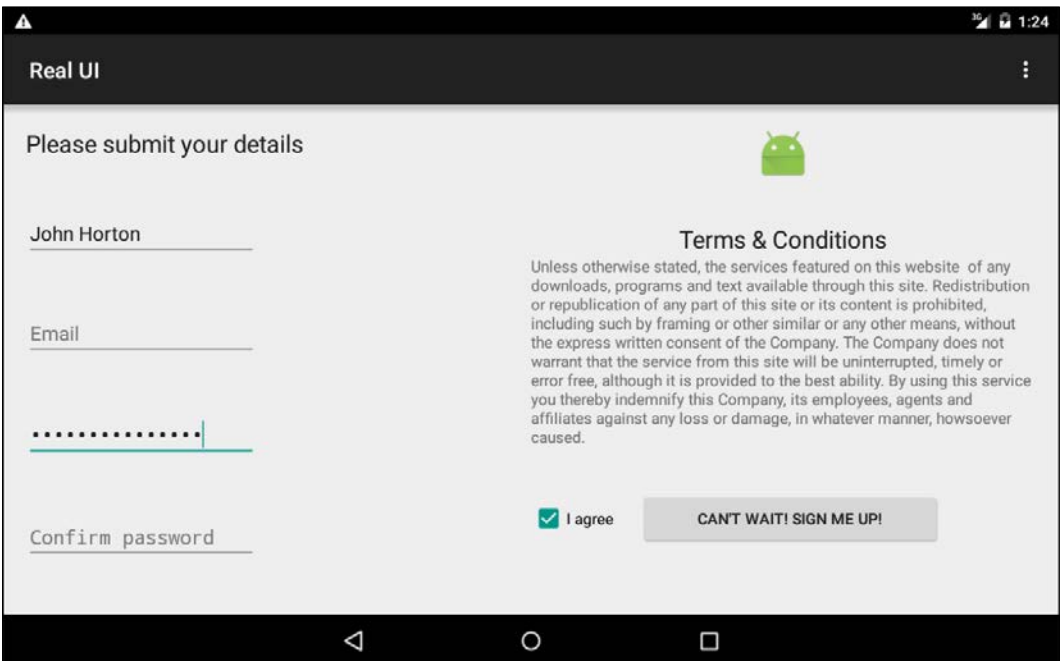 3G 1:24
Real UI
Please submit your details
John Horton
Email
•••••••••••••••
Confirm password
Terms & Conditions
Unless otherwise stated, the services featured on this website  of any
downloads, programs and text available through this site. Redistribution
or republication of any part of this site or its content is prohibited,
including such by framing or other similar or any other means, without
the express written consent of the Company. The Company does not
warrant that the service from this site will be uninterrupted, timely or
error free, although it is provided to the best ability. By using this service
you thereby indemnify this Company, its employees, agents and
affiliates against any loss or damage, in whatever manner, howsoever
caused.
I agree
CAN'T WAIT! SIGN ME UP!